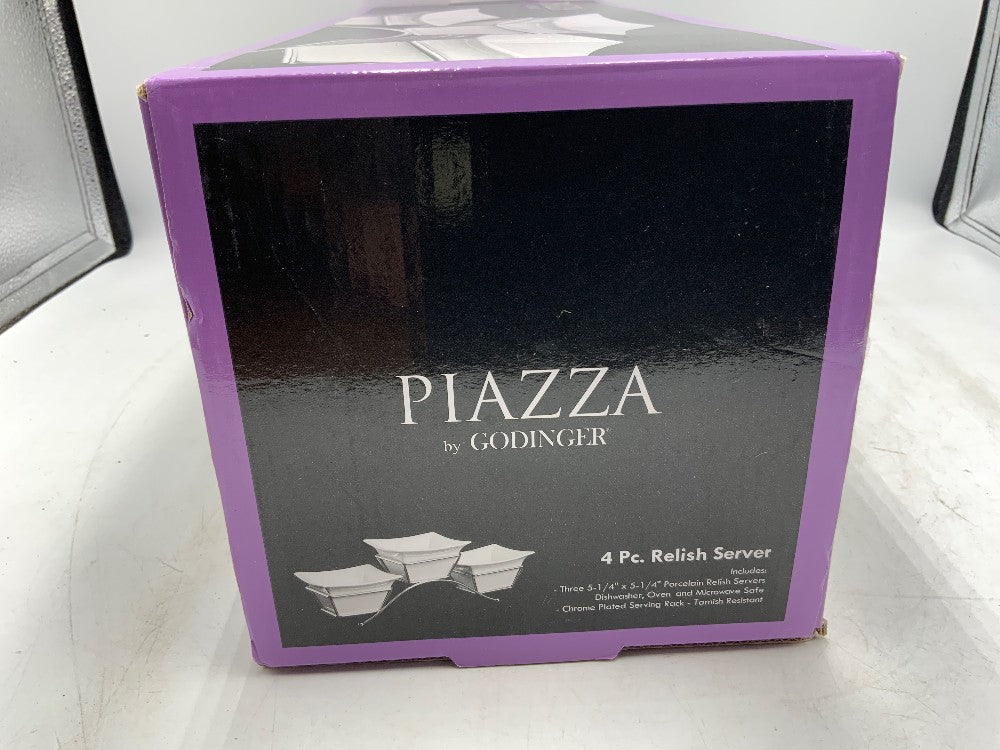 PIAZZA
by GODINGER®
4 Pc. Relish Server
Includes:
- Three 5-1/4" x 5-1/4" Porcelain Relish Servers
Dishwasher, Oven and Microwave Safe
- Chrome Plated Serving Rack - Tarnish Resistant